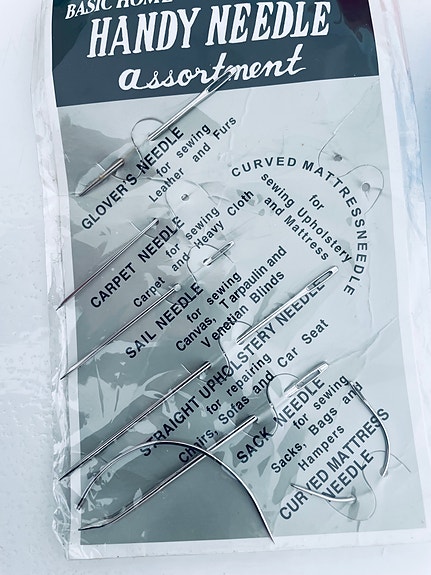 BASIC HOME
HANDY NEEDLE
assortment
GLOVER'S NEEDLE
for sewing
Leather and Furs
CURVED MATTRESSNEEDLE
for
sewing Upholstery
and Mattress
CARPET NEEDLE
for sewing
Carpet and Heavy Cloth
SAIL NEEDLE
for sewing
Canvas, Tarpaulin and
Venetian Blinds
STRAIGHT UPHOLSTERY NEEDLE
for repairing
Chairs, Sofas and Car Seat
SACK NEEDLE
for sewing
Sacks, Bags and
Hampers
CURVED MATTRESS
NEEDLE